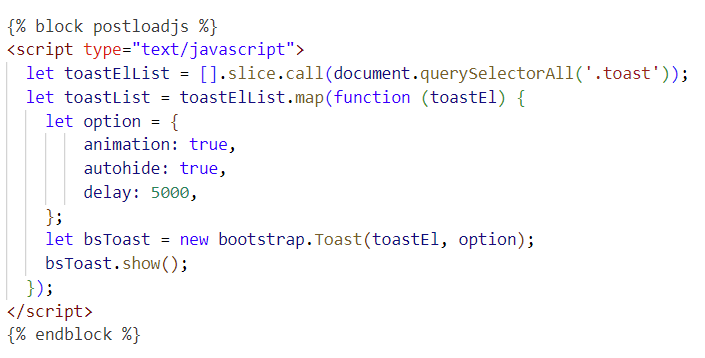 {% block postloadjs %}
<script type="text/javascript">
  let toastElList = [].slice.call(document.querySelectorAll('.toast'));
  let toastList = toastElList.map(function (toastEl) {
    let option = {
        animation: true,
        autohide: true,
        delay: 5000,
    };
    let bsToast = new bootstrap.Toast(toastEl, option);
    bsToast.show();
  });
</script>
{% endblock %}